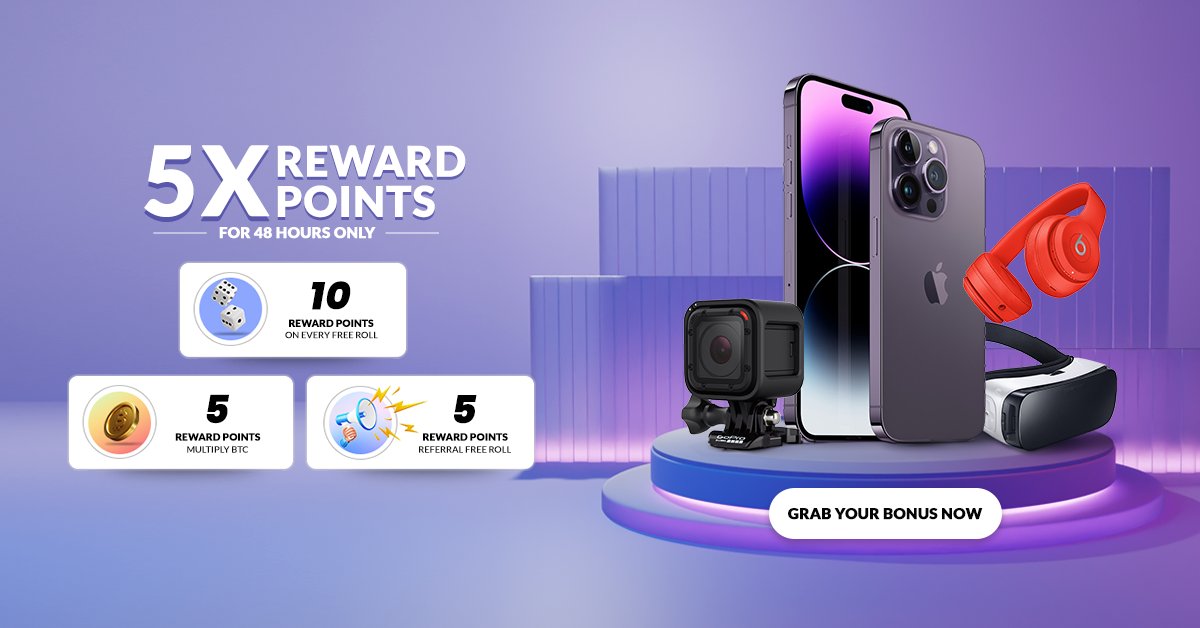 5X REWARD
POINTS
FOR 48 HOURS ONLY
10
REWARD POINTS
ON EVERY FREE ROLL
5
REWARD POINTS
MULTIPLY BTC
5
REWARD POINTS
REFERRAL FREE ROLL
GoPro
GRAB YOUR BONUS NOW